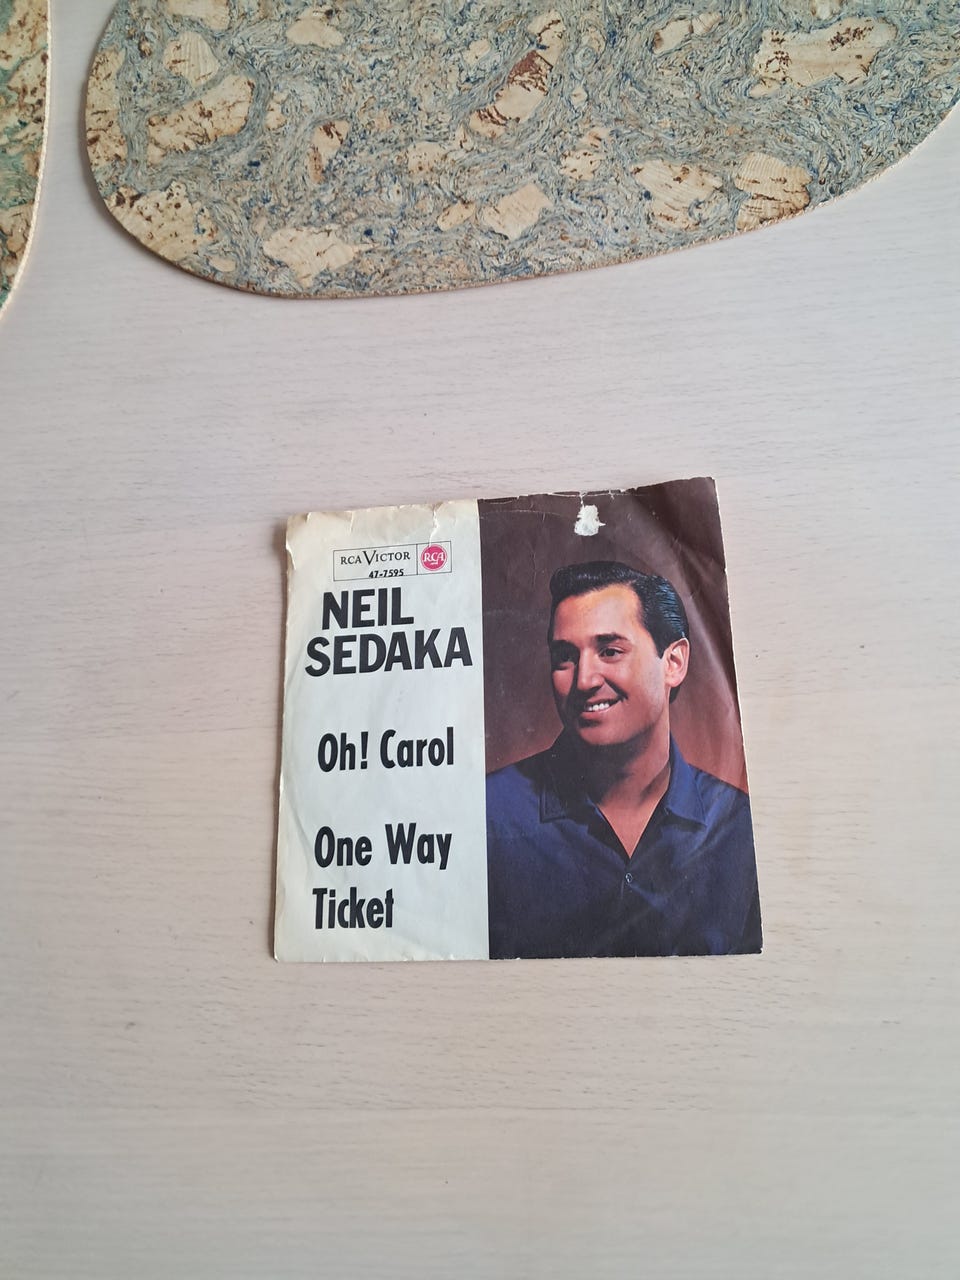 RCA VICTOR RCA
47-7595
NEIL
SEDAKA
Oh! Carol
One Way
Ticket